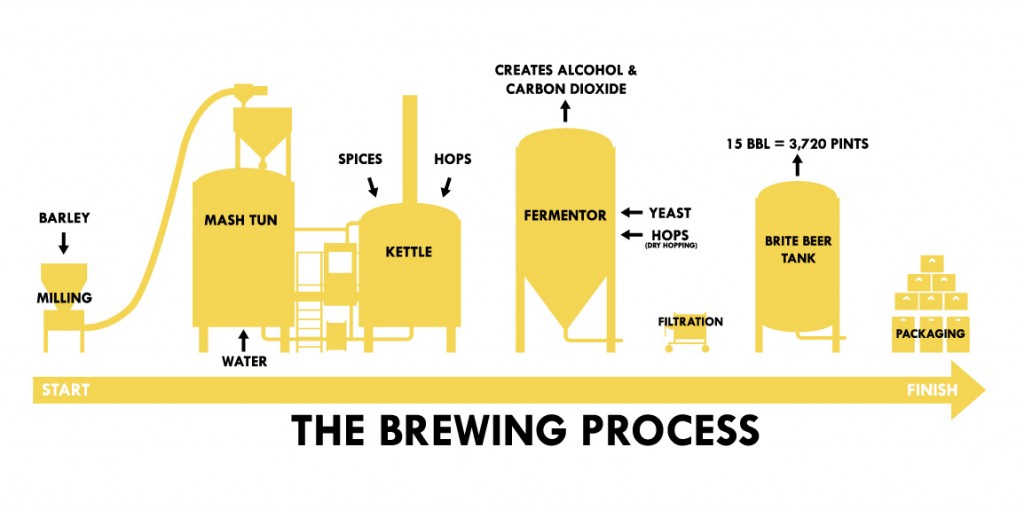 CREATES ALCOHOL &
CARBON DIOXIDE
15 BBL = 3,720 PINTS
SPICES
HOPS
BARLEY
MASH TUN
FERMENTOR
YEAST
HOPS
(DRY HOPPING)
KETTLE
BRITE BEER
TANK
MILLING
FILTRATION
PACKAGING
WATER
START
FINISH
THE BREWING PROCESS